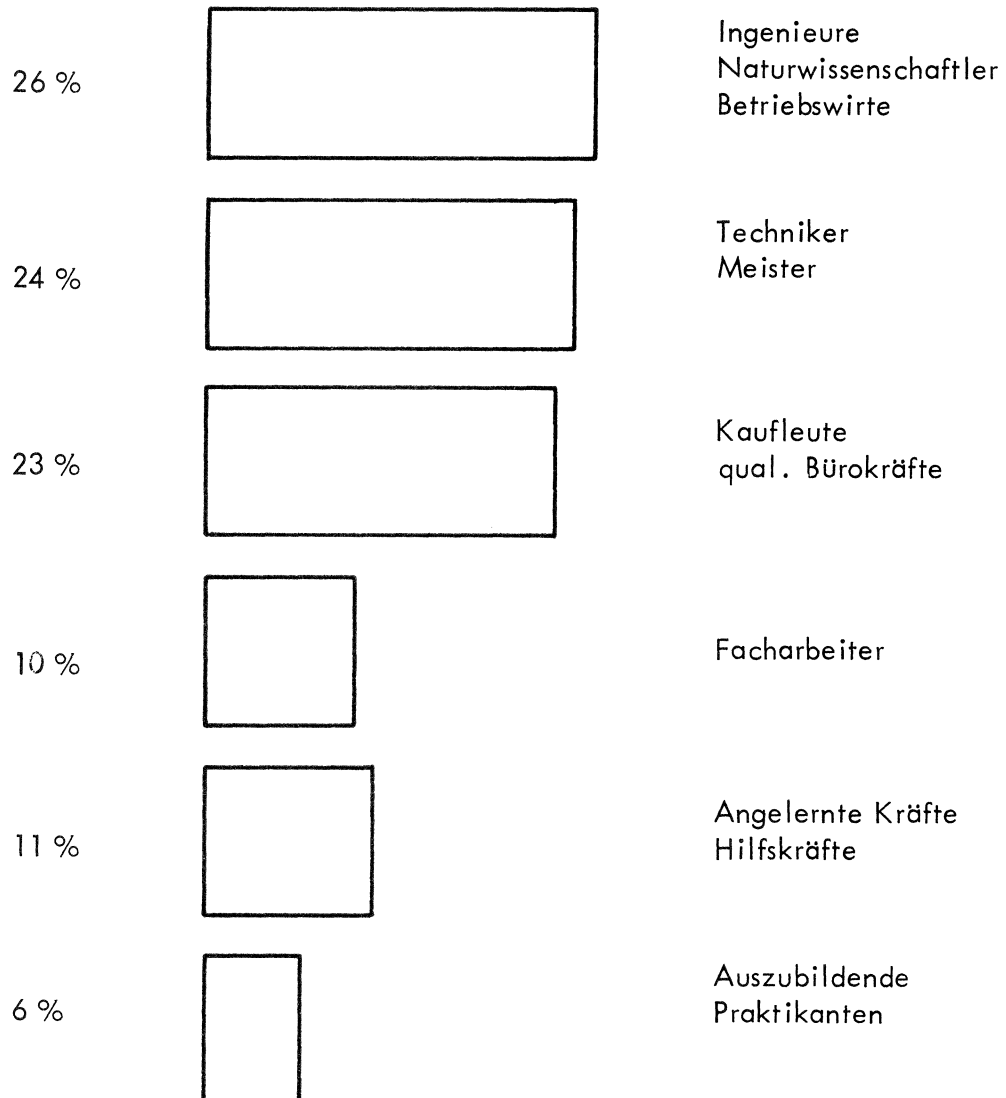 26 %
Ingenieure
Naturwissenschaftler
Betriebswirte
24 %
Techniker
Meister
23 %
Kaufleute
qual. Bürokräfte
10 %
Facharbeiter
11 %
Angelernte Kräfte
Hilfskräfte
6 %
Auszubildende
Praktikanten